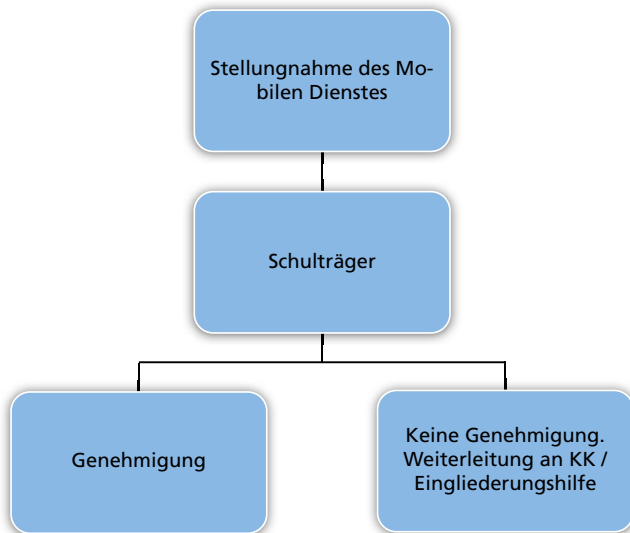 Stellungnahme des Mo-
bilen Dienstes
Schulträger
Genehmigung
Keine Genehmigung.
Weiterleitung an KK /
Eingliederungshilfe